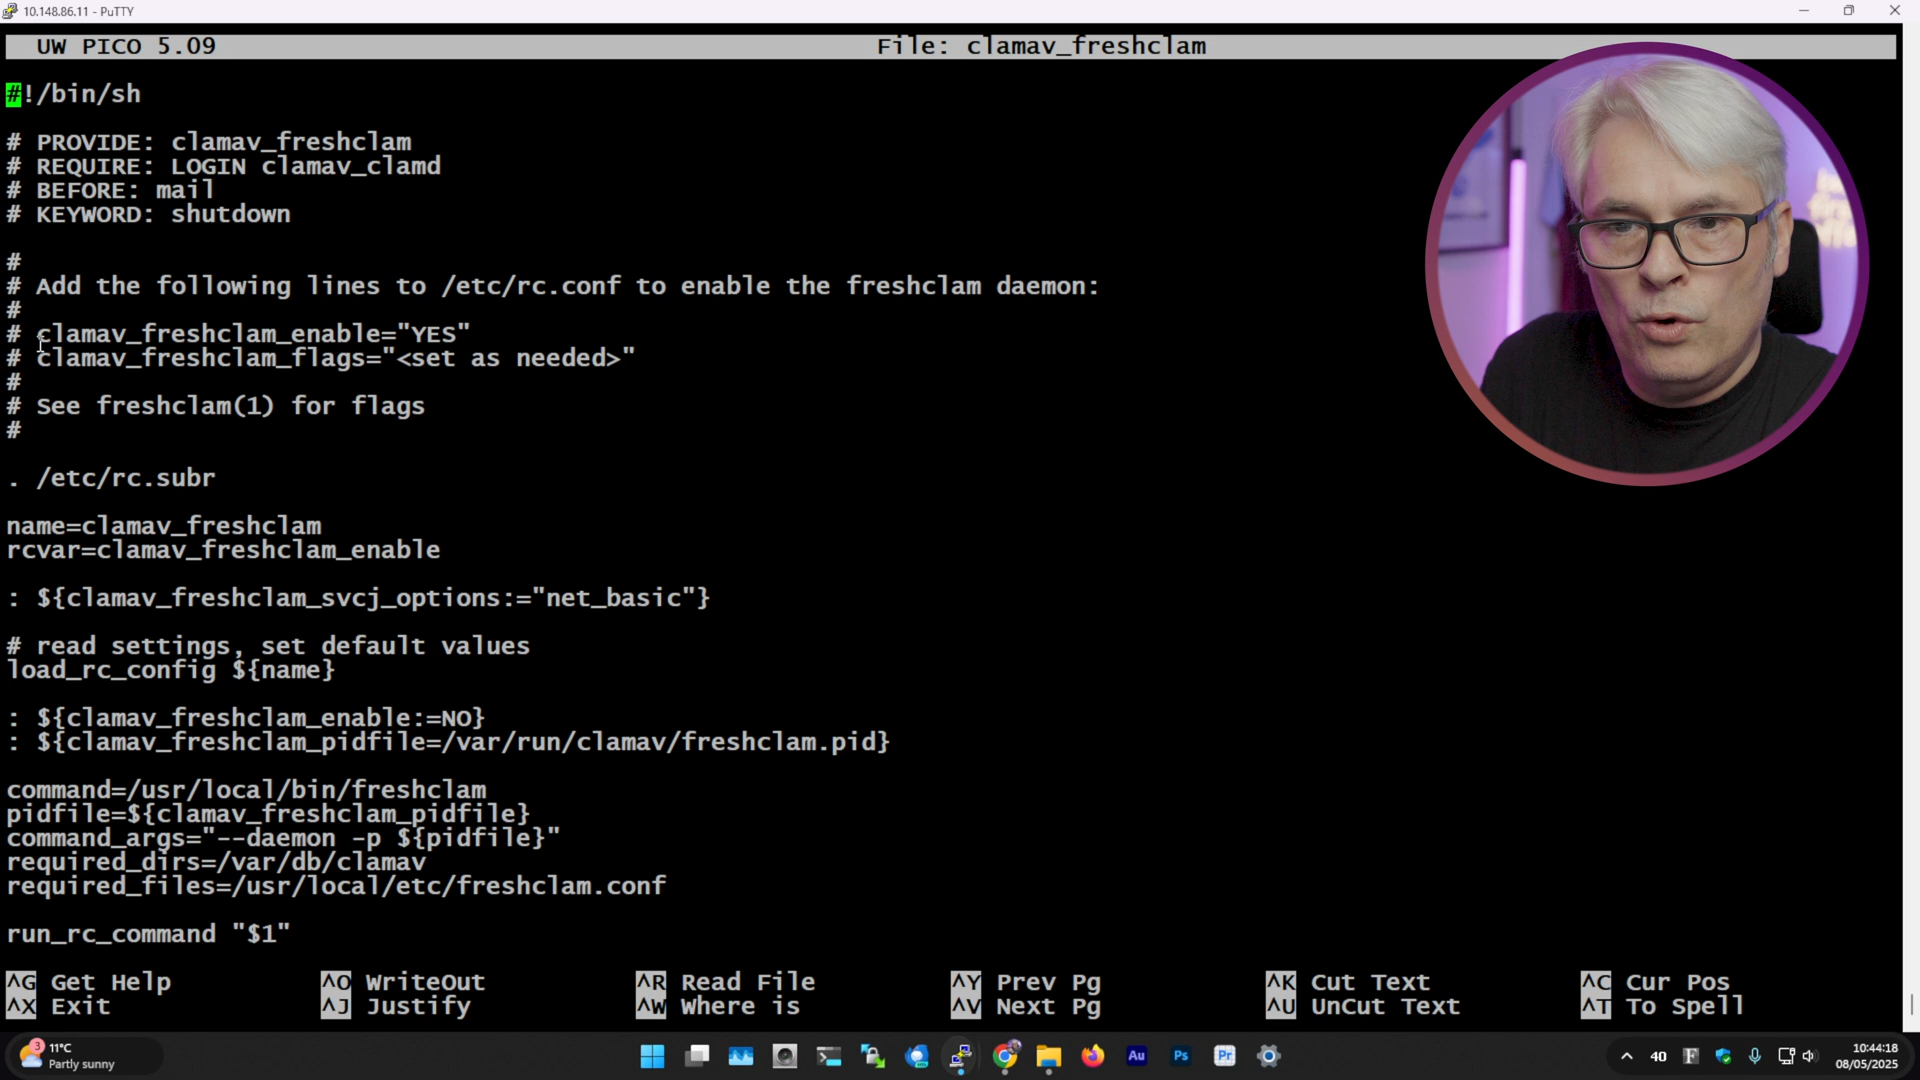 10.148.86.11 - PuTTY
UW PICO 5.09 File: clamav_freshclam
#!/bin/sh
# PROVIDE: clamav_freshclam
# REQUIRE: LOGIN clamav_clamd
# BEFORE: mail
# KEYWORD: shutdown
#
# Add the following lines to /etc/rc.conf to enable the freshclam daemon:
#
# clamav_freshclam_enable="YES"
# clamav_freshclam_flags="<set as needed>"
#
# See freshclam(1) for flags
#
. /etc/rc.subr
name=clamav_freshclam
rcvar=clamav_freshclam_enable
: ${clamav_freshclam_svcj_options:="net_basic"}
# read settings, set default values
load_rc_config ${name}
: ${clamav_freshclam_enable:=NO}
: ${clamav_freshclam_pidfile=/var/run/clamav/freshclam.pid}
command=/usr/local/bin/freshclam
pidfile=${clamav_freshclam_pidfile}
command_args="--daemon -p ${pidfile}"
required_dirs=/var/db/clamav
required_files=/usr/local/etc/freshclam.conf
run_rc_command "$1"
^G Get Help ^O WriteOut ^R Read File ^Y Prev Pg ^K Cut Text ^C Cur Pos
^X Exit ^J Justify ^W Where is ^V Next Pg ^U UnCut Text ^T To Spell
3 11°C
Partly sunny
Au Ps Pr
40 F
10:44:18
08/05/2025